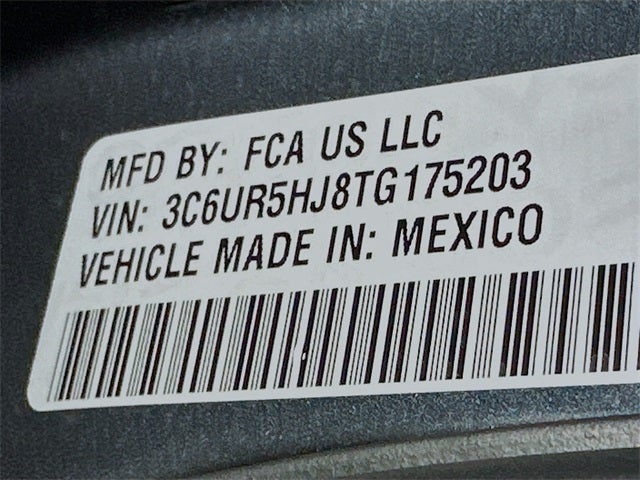 MFD BY: FCA US LLC
VIN: 3C6UR5HJ8TG175203
VEHICLE MADE IN: MEXICO